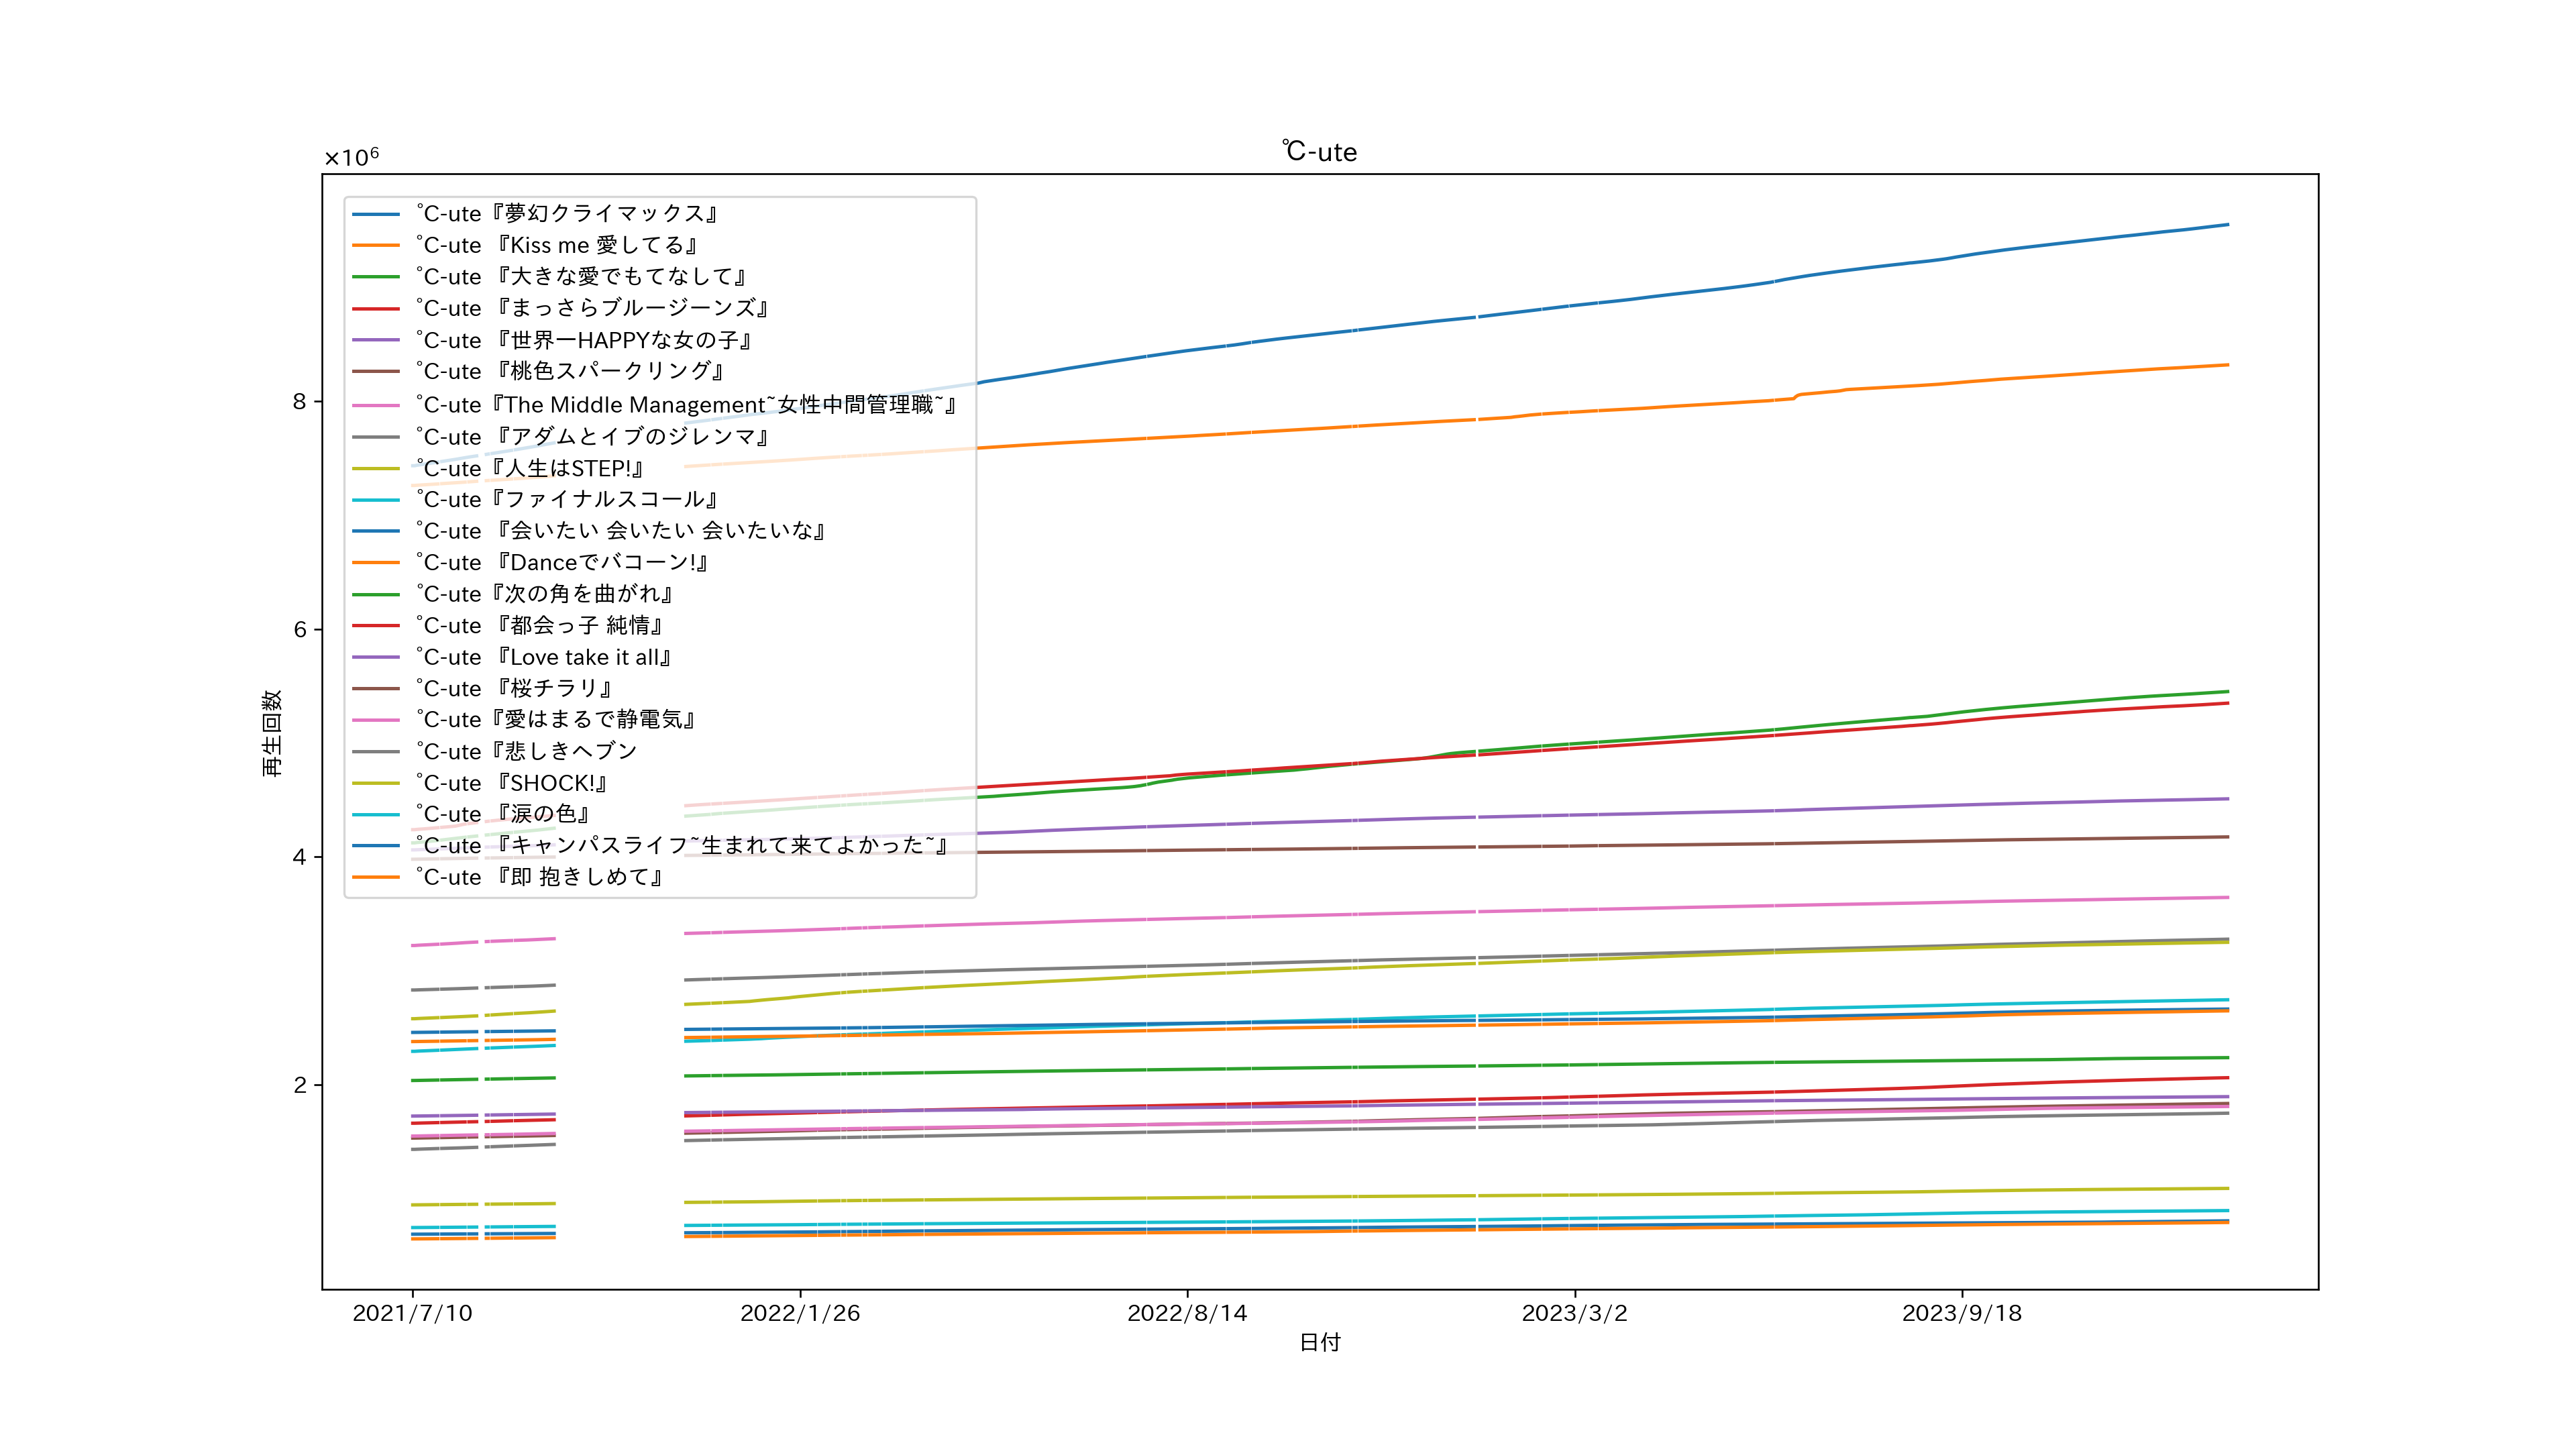 ℃-ute
×10⁶
℃-ute『夢幻クライマックス』
℃-ute 『Kiss me 愛してる』
℃-ute 『大きな愛でもてなして』
℃-ute 『まっさらブルージーンズ』
℃-ute 『世界一HAPPYな女の子』
℃-ute 『桃色スパークリング』
℃-ute『The Middle Management~女性中間管理職~』
℃-ute 『アダムとイブのジレンマ』
℃-ute『人生はSTEP!』
℃-ute『ファイナルスコール』
℃-ute 『会いたい 会いたい 会いたいな』
℃-ute 『Danceでバコーン!』
℃-ute『次の角を曲がれ』
℃-ute 『都会っ子 純情』
℃-ute 『Love take it all』
℃-ute 『桜チラリ』
℃-ute『愛はまるで静電気』
℃-ute『悲しきヘブン
℃-ute 『SHOCK!』
℃-ute 『涙の色』
℃-ute 『キャンパスライフ~生まれて来てよかった~』
℃-ute 『即 抱きしめて』
8
6
4
2
再生回数
2021/7/10
2022/1/26
2022/8/14
2023/3/2
2023/9/18
日付